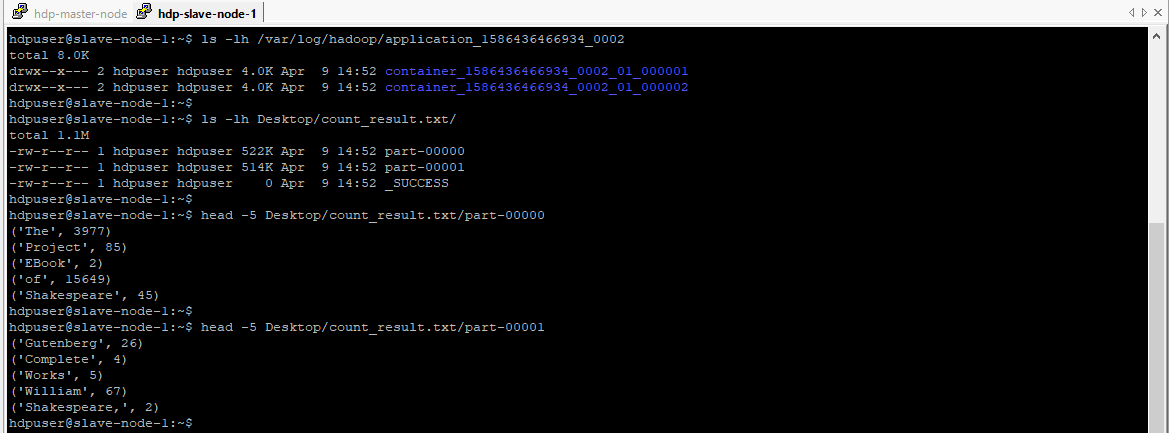 hdp-master-node hdp-slave-node-1
hdpuser@slave-node-1:~$ ls -lh /var/log/hadoop/application_1586436466934_0002
total 8.0K
drwx--x--- 2 hdpuser hdpuser 4.0K Apr  9 14:52 container_1586436466934_0002_01_000001
drwx--x--- 2 hdpuser hdpuser 4.0K Apr  9 14:52 container_1586436466934_0002_01_000002
hdpuser@slave-node-1:~$
hdpuser@slave-node-1:~$ ls -lh Desktop/count_result.txt/
total 1.1M
-rw-r--r-- 1 hdpuser hdpuser 522K Apr  9 14:52 part-00000
-rw-r--r-- 1 hdpuser hdpuser 514K Apr  9 14:52 part-00001
-rw-r--r-- 1 hdpuser hdpuser    0 Apr  9 14:52 _SUCCESS
hdpuser@slave-node-1:~$
hdpuser@slave-node-1:~$ head -5 Desktop/count_result.txt/part-00000
('The', 3977)
('Project', 85)
('EBook', 2)
('of', 15649)
('Shakespeare', 45)
hdpuser@slave-node-1:~$
hdpuser@slave-node-1:~$ head -5 Desktop/count_result.txt/part-00001
('Gutenberg', 26)
('Complete', 4)
('Works', 5)
('William', 67)
('Shakespeare,', 2)
hdpuser@slave-node-1:~$